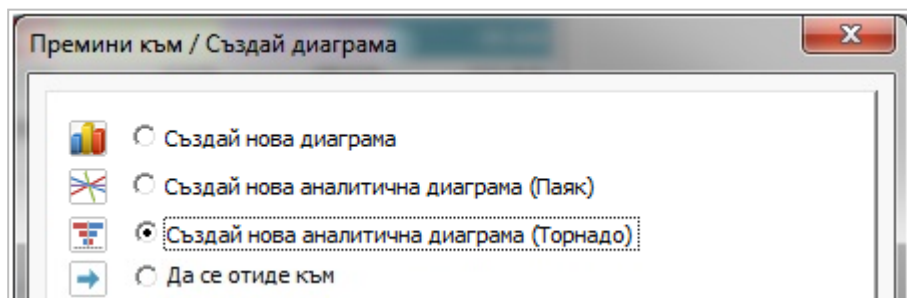 Премини към / Създай диаграма
Създай нова диаграма
Създай нова аналитична диаграма (Паяк)
Създай нова аналитична диаграма (Торнадо)
Да се отиде към